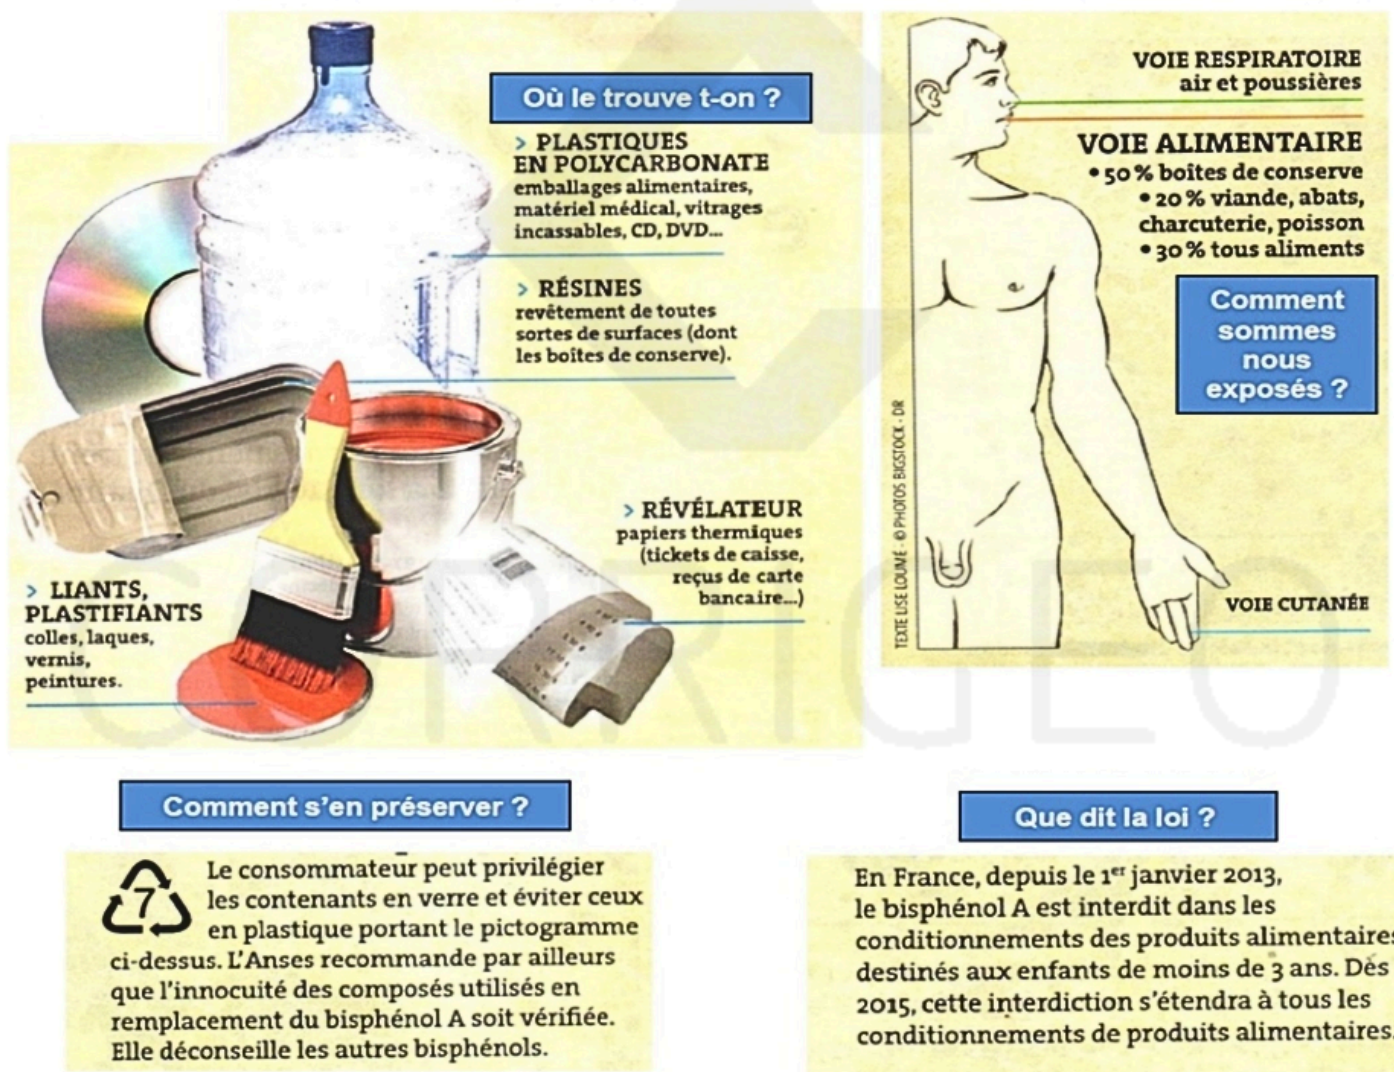 Où le trouve t-on ?
> PLASTIQUES
EN POLYCARBONATE
emballages alimentaires,
matériel médical, vitrages
incassables, CD, DVD...
> RÉSINES
revêtement de toutes
sortes de surfaces (dont
les boîtes de conserve).
> RÉVÉLATEUR
papiers thermiques
(tickets de caisse,
reçus de carte
bancaire...)
> LIANTS,
PLASTIFIANTS
colles, laques,
vernis,
peintures.
VOIE RESPIRATOIRE
air et poussières
VOIE ALIMENTAIRE
• 50 % boîtes de conserve
• 20 % viande, abats,
charcuterie, poisson
• 30 % tous aliments
Comment
sommes
nous
exposés ?
TEXTE LISE LOUMÉ - © PHOTOS BIGSTOCK - DR
VOIE CUTANÉE
CORRIGEO
Comment s'en préserver ?
7
Le consommateur peut privilégier
les contenants en verre et éviter ceux
en plastique portant le pictogramme
ci-dessus. L'Anses recommande par ailleurs
que l'innocuité des composés utilisés en
remplacement du bisphénol A soit vérifiée.
Elle déconseille les autres bisphénols.
Que dit la loi ?
En France, depuis le 1er janvier 2013,
le bisphénol A est interdit dans les
conditionnements des produits alimentaires
destinés aux enfants de moins de 3 ans. Dès
2015, cette interdiction s'étendra à tous les
conditionnements de produits alimentaires.